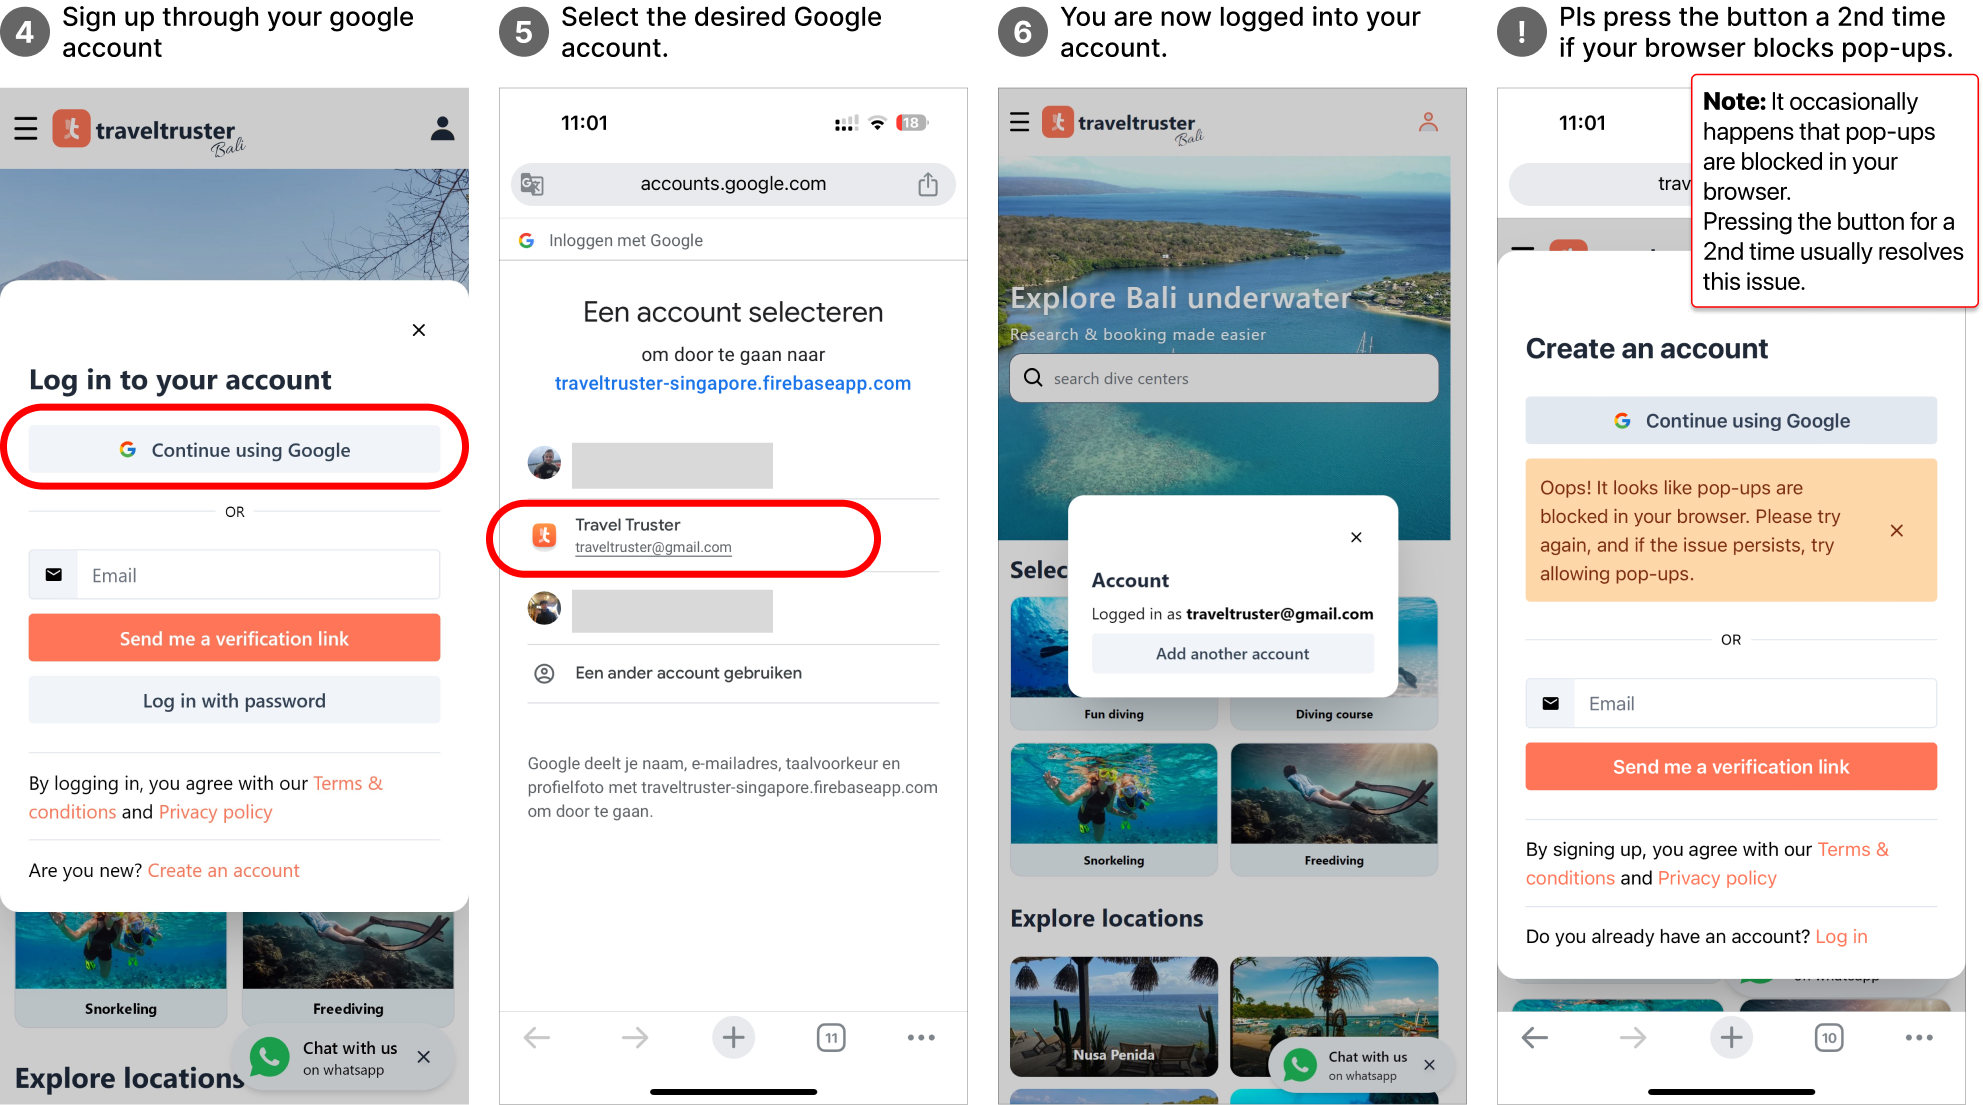 4
Sign up through your google
account
traveltruster
Bali
Log in to your account
Continue using Google
OR
Email
Send me a verification link
Log in with password
By logging in, you agree with our Terms &
conditions and Privacy policy
Are you new? Create an account
Snorkeling
Freediving
Chat with us
on whatsapp
Explore locations
5
Select the desired Google
account.
11:01
18
accounts.google.com
Inloggen met Google
Een account selecteren
om door te gaan naar
traveltruster-singapore.firebaseapp.com
Travel Truster
traveltruster@gmail.com
Een ander account gebruiken
Google deelt je naam, e-mailadres, taalvoorkeur en
profielfoto met traveltruster-singapore.firebaseapp.com
om door te gaan.
11
6
You are now logged into your
account.
traveltruster
Bali
Explore Bali underwater
Research & booking made easier
search dive centers
Selec
Account
Logged in as traveltruster@gmail.com
Add another account
Fun diving
Diving course
Snorkeling
Freediving
Explore locations
Nusa Penida
Chat with us
on whatsapp
!
Pls press the button a 2nd time
if your browser blocks pop-ups.
11:01
trav
Note: It occasionally
happens that pop-ups
are blocked in your
browser.
Pressing the button for a
2nd time usually resolves
this issue.
Create an account
Continue using Google
Oops! It looks like pop-ups are
blocked in your browser. Please try
again, and if the issue persists, try
allowing pop-ups.
OR
Email
Send me a verification link
By signing up, you agree with our Terms &
conditions and Privacy policy
Do you already have an account? Log in
on whatsapp
10